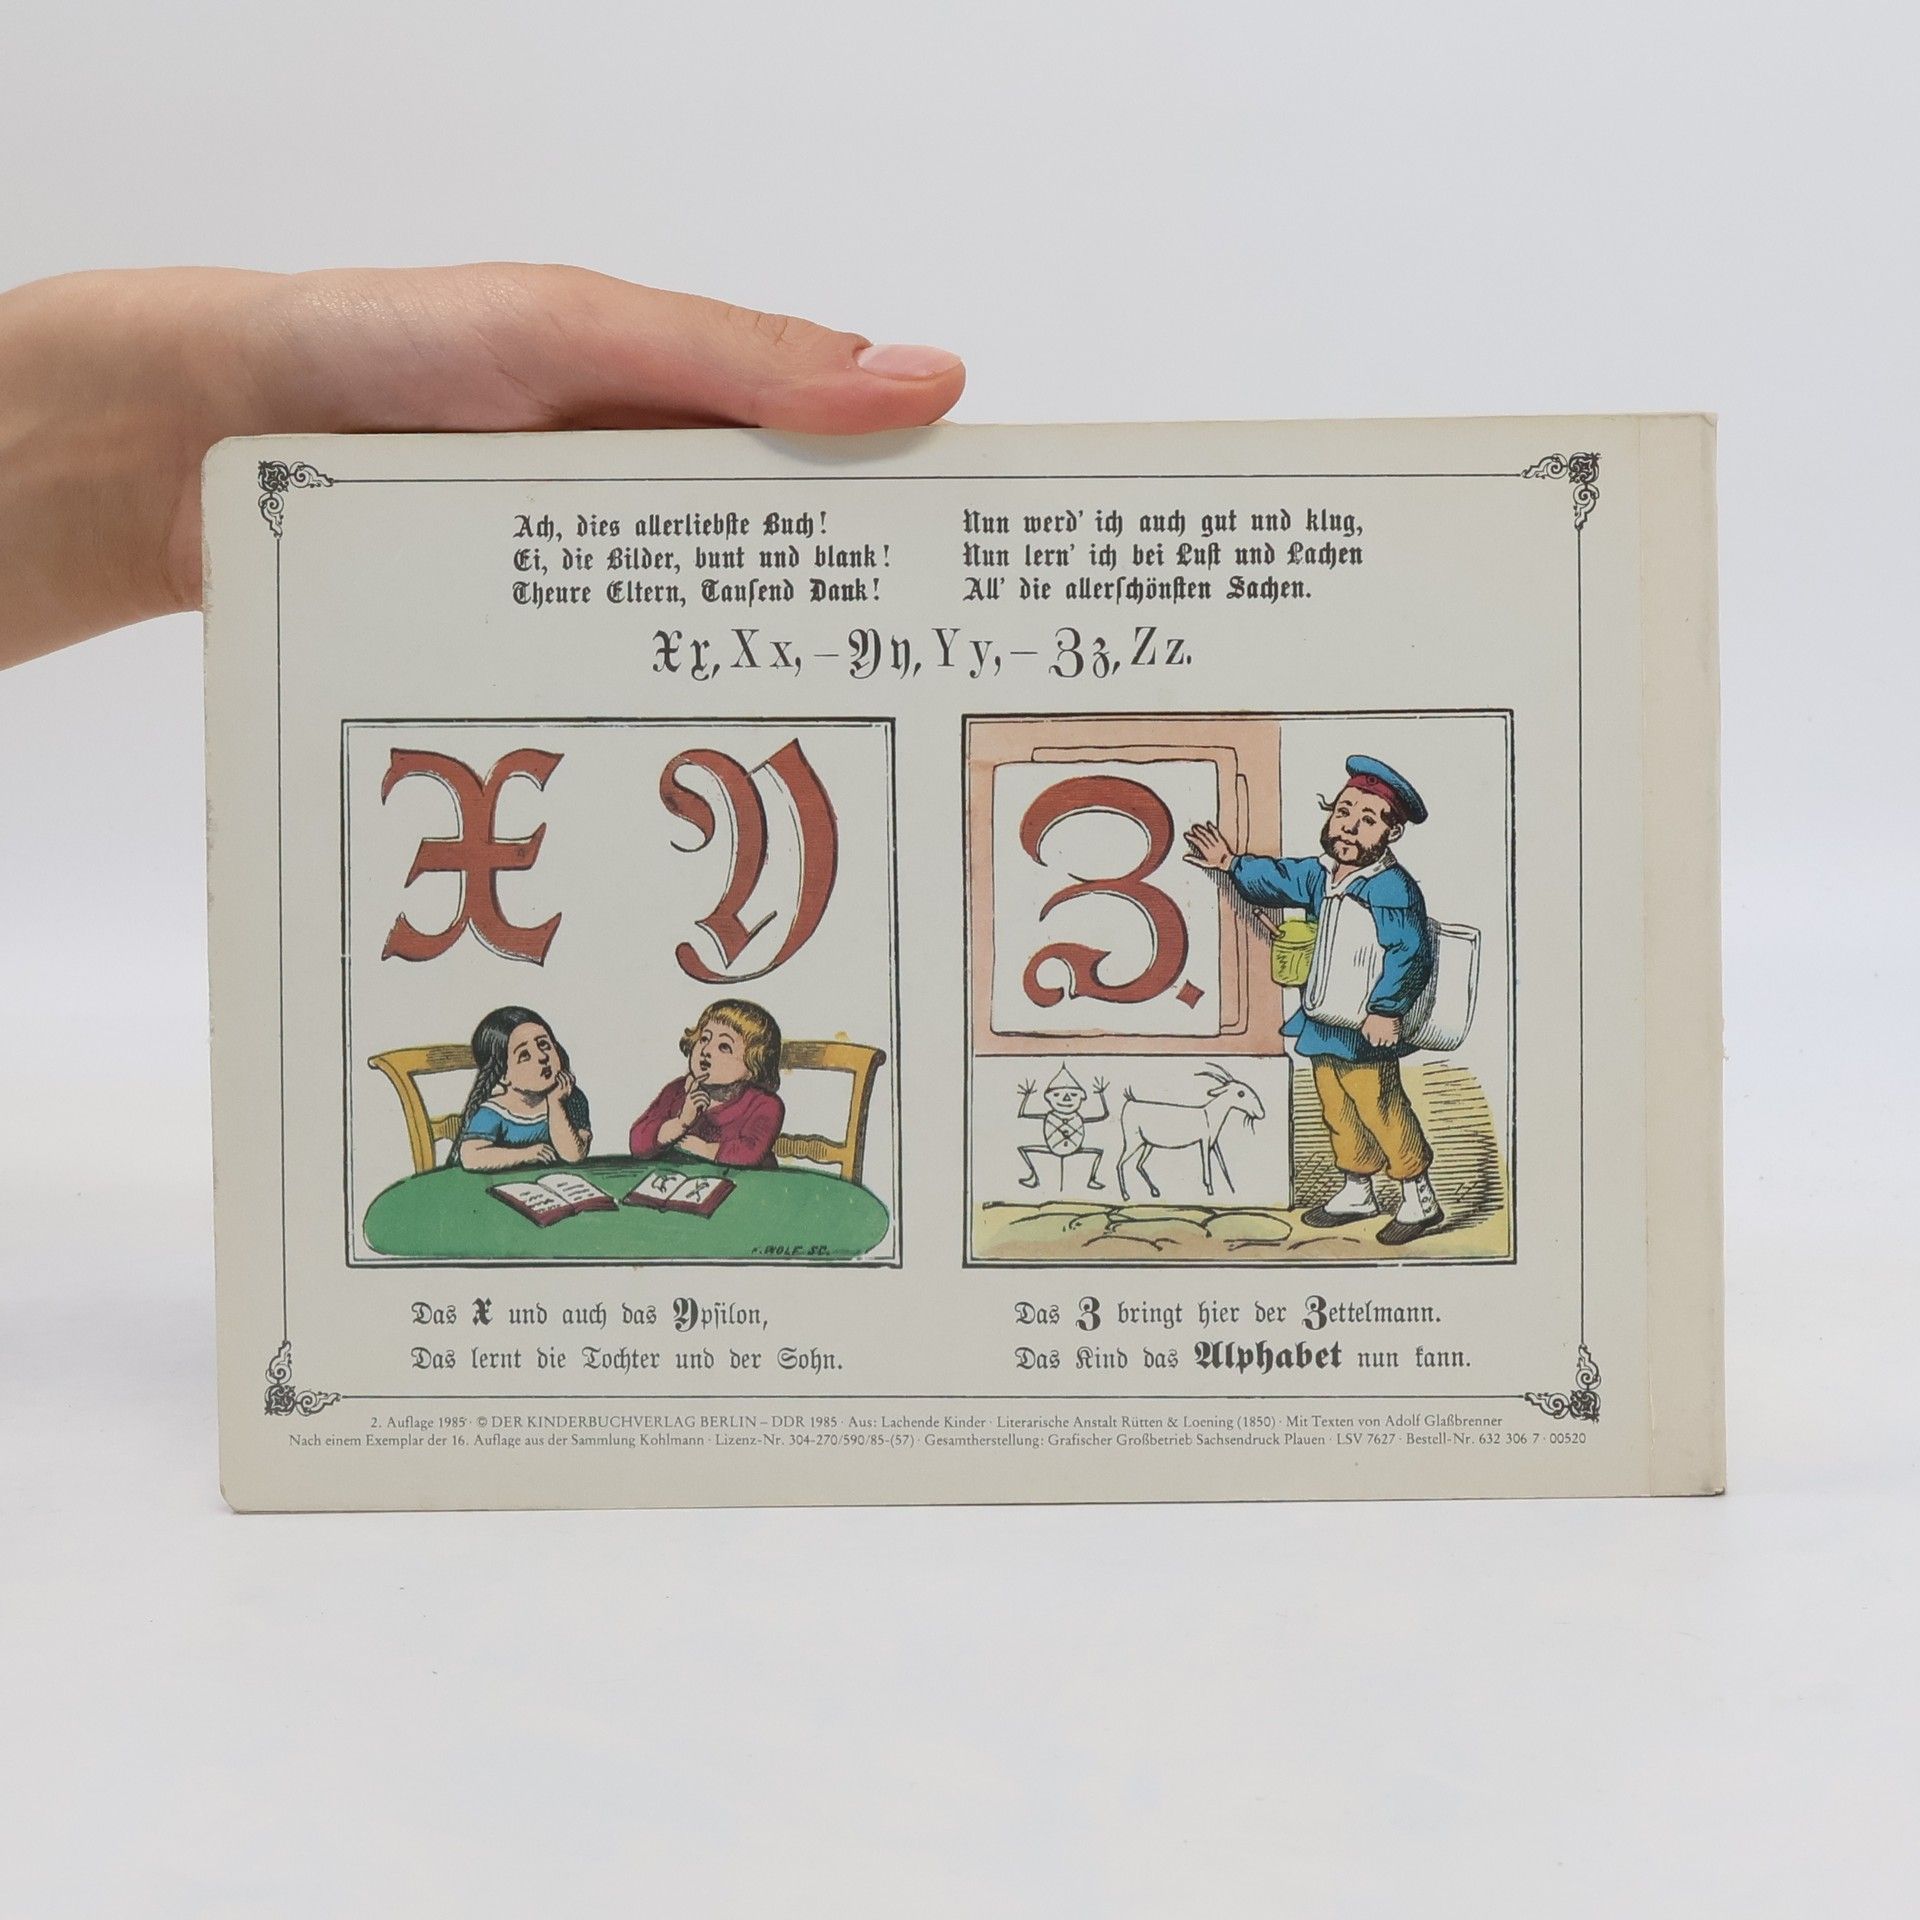 Ach, dies allerliebste Buch!
Ei, die Bilder, bunt und blank!
Theure Eltern, Tausend Dank!
Nun werd' ich auch gut und klug,
Nun lern' ich bei Lust und Lachen
All' die allerschönsten Sachen.
Xx, Xx, – Yy, Yy, – Zz, Zz.
X Y
Z.
WOLF SC.
Das X und auch das Ypsilon,
Das lernt die Tochter und der Sohn.
Das Z bringt hier der Zettelmann.
Das Kind das Alphabet nun kann.
2. Auflage 1985 · © DER KINDERBUCHVERLAG BERLIN – DDR 1985 · Aus: Lachende Kinder · Literarische Anstalt Rütten & Loening (1850) · Mit Texten von Adolf Glaßbrenner
Nach einem Exemplar der 16. Auflage aus der Sammlung Kohlmann · Lizenz-Nr. 304-270/590/85-(57) · Gesamtherstellung: Grafischer Großbetrieb Sachsendruck Plauen · LSV 7627 · Bestell-Nr. 632 306 7 · 00520